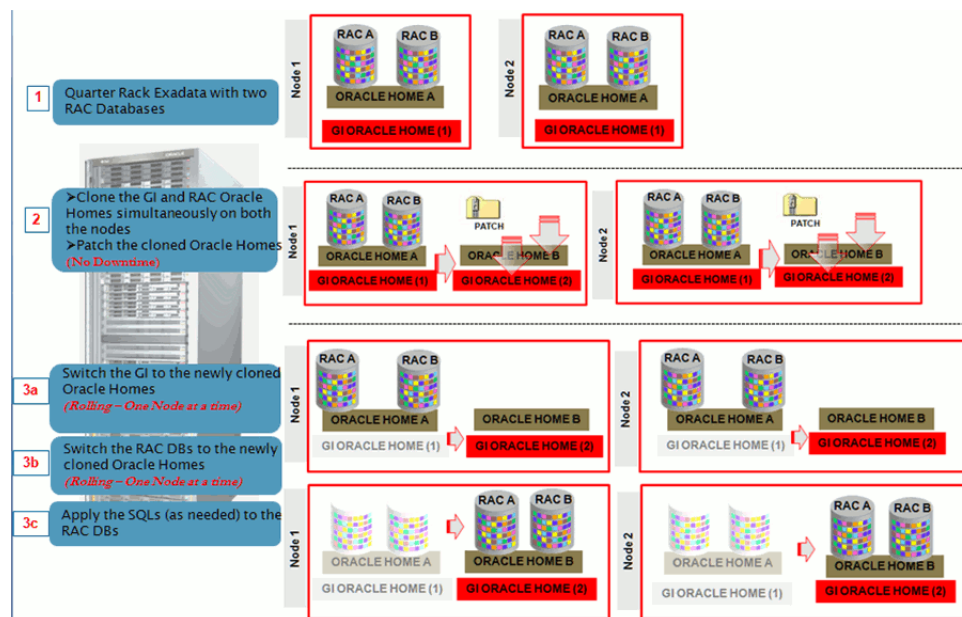 1
Quarter Rack Exadata with two
RAC Databases
Node 1
RAC A
RAC B
ORACLE HOME A
GI ORACLE HOME (1)
Node 2
RAC A
RAC B
ORACLE HOME A
GI ORACLE HOME (1)
2
➢Clone the GI and RAC Oracle
Homes simultaneously on both
the nodes
➢Patch the cloned Oracle Homes
(No Downtime)
Node 1
RAC A
RAC B
ORACLE HOME A
GI ORACLE HOME (1)
PATCH
ORACLE HOME B
GI ORACLE HOME (2)
Node 2
RAC A
RAC B
ORACLE HOME A
GI ORACLE HOME (1)
PATCH
ORACLE HOME B
GI ORACLE HOME (2)
3a
Switch the GI to the newly cloned
Oracle Homes
(Rolling – One Node at a time)
3b
Switch the RAC DBs to the newly
cloned Oracle Homes
(Rolling – One Node at a time)
3c
Apply the SQLs (as needed) to the
RAC DBs
Node 1
RAC A
RAC B
ORACLE HOME A
GI ORACLE HOME (1)
ORACLE HOME B
GI ORACLE HOME (2)
Node 2
RAC A
RAC B
ORACLE HOME A
GI ORACLE HOME (1)
ORACLE HOME B
GI ORACLE HOME (2)
Node 1
ORACLE HOME A
GI ORACLE HOME (1)
RAC A
RAC B
ORACLE HOME B
GI ORACLE HOME (2)
Node 2
ORACLE HOME A
GI ORACLE HOME (1)
RAC A
RAC B
ORACLE HOME B
GI ORACLE HOME (2)